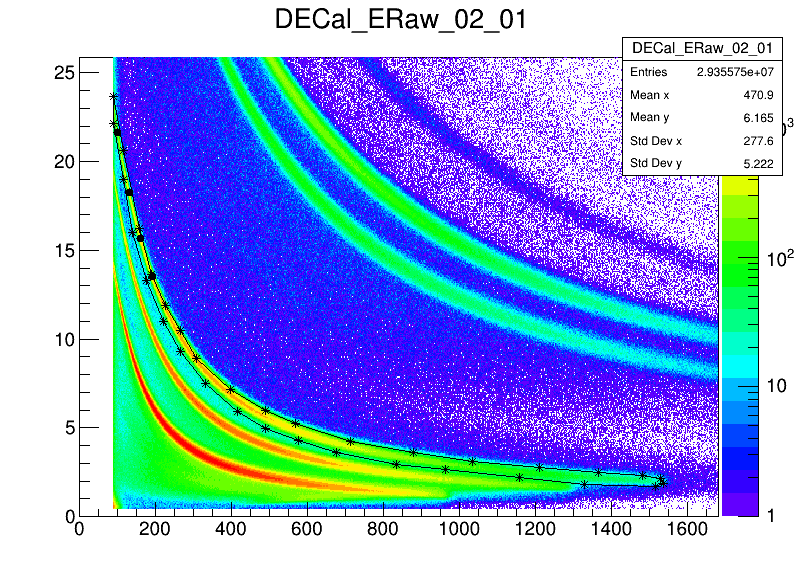 DECal_ERaw_02_01
DECal_ERaw_02_01
Entries 2.935575e+07
Mean x 470.9
Mean y 6.165
Std Dev x 277.6
Std Dev y 5.222
25
20
15
10
5
0
0 200 400 600 800 1000 1200 1400 1600
10²
10
1